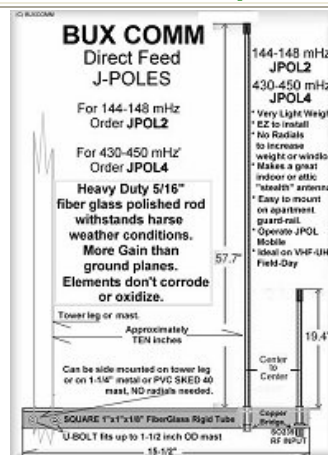 (C) BUXCOMM
BUX COMM
Direct Feed
J-POLES
For 144-148 mHz
Order JPOL2
For 430-450 mHz
Order JPOL4
Heavy Duty 5/16"
fiber glass polished rod
withstands harse
weather conditions.
More Gain than
ground planes.
Elements don't corrode
or oxidize.
Tower leg or mast.
Approximately
TEN inches
Can be side mounted on tower leg
or on 1-1/4" metal or PVC SKED 40
mast, NO radials needed.
SQUARE 1"x1"x1/8" FiberGlass Rigid Tube
U-BOLT fits up to 1-1/2 inch OD mast
15-1/2"
57.7"
144-148 mHz
JPOL2
430-450 mHz
JPOL4
* Very Light Weigh
* EZ to install
* No Radials
to increase
weight or windlo
* Makes a great
indoor or attic
"stealth" antenna
* Easy to mount
on apartment
guard-rail.
* Operate JPOL
Mobile
* Ideal on VHF-UH
Field-Day
19.4"
Center
to
Center
Copper
Bridge
SO239
RF INPUT